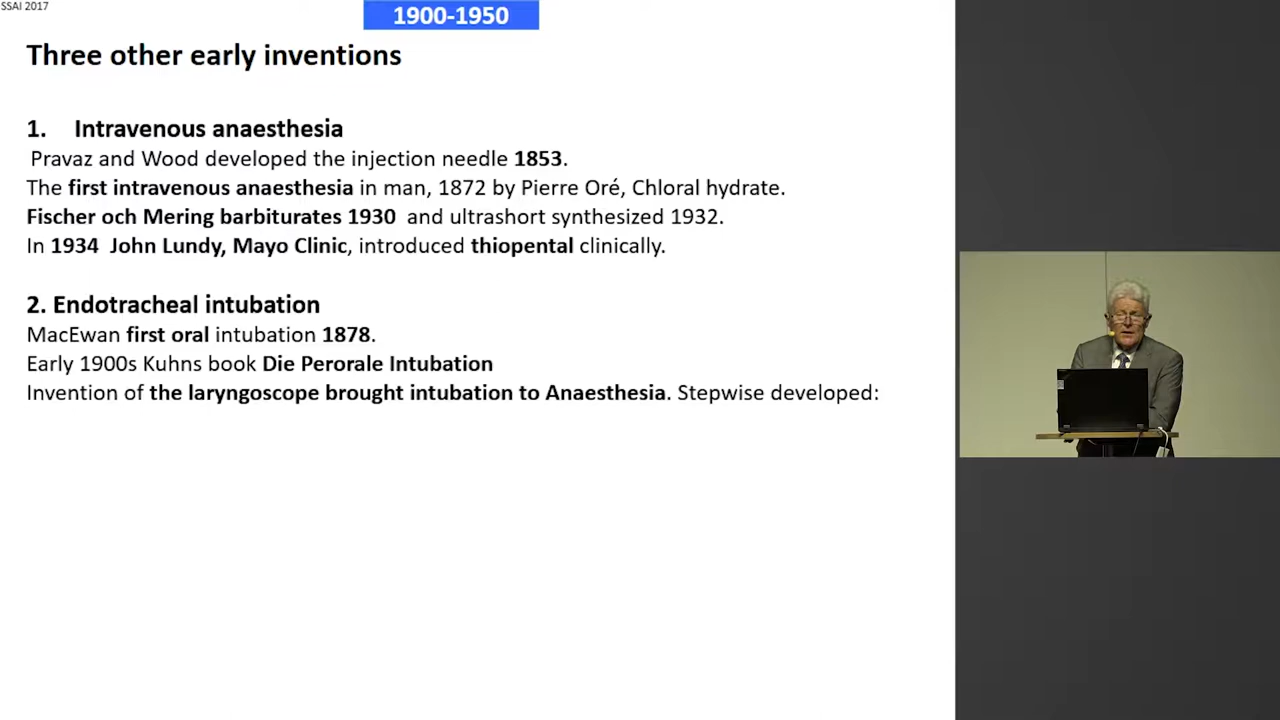 SSAI 2017
1900-1950
Three other early inventions
1. Intravenous anaesthesia
Pravaz and Wood developed the injection needle 1853.
The first intravenous anaesthesia in man, 1872 by Pierre Oré, Chloral hydrate.
Fischer och Mering barbiturates 1930 and ultrashort synthesized 1932.
In 1934 John Lundy, Mayo Clinic, introduced thiopental clinically.
2. Endotracheal intubation
MacEwan first oral intubation 1878.
Early 1900s Kuhns book Die Perorale Intubation
Invention of the laryngoscope brought intubation to Anaesthesia. Stepwise developed: